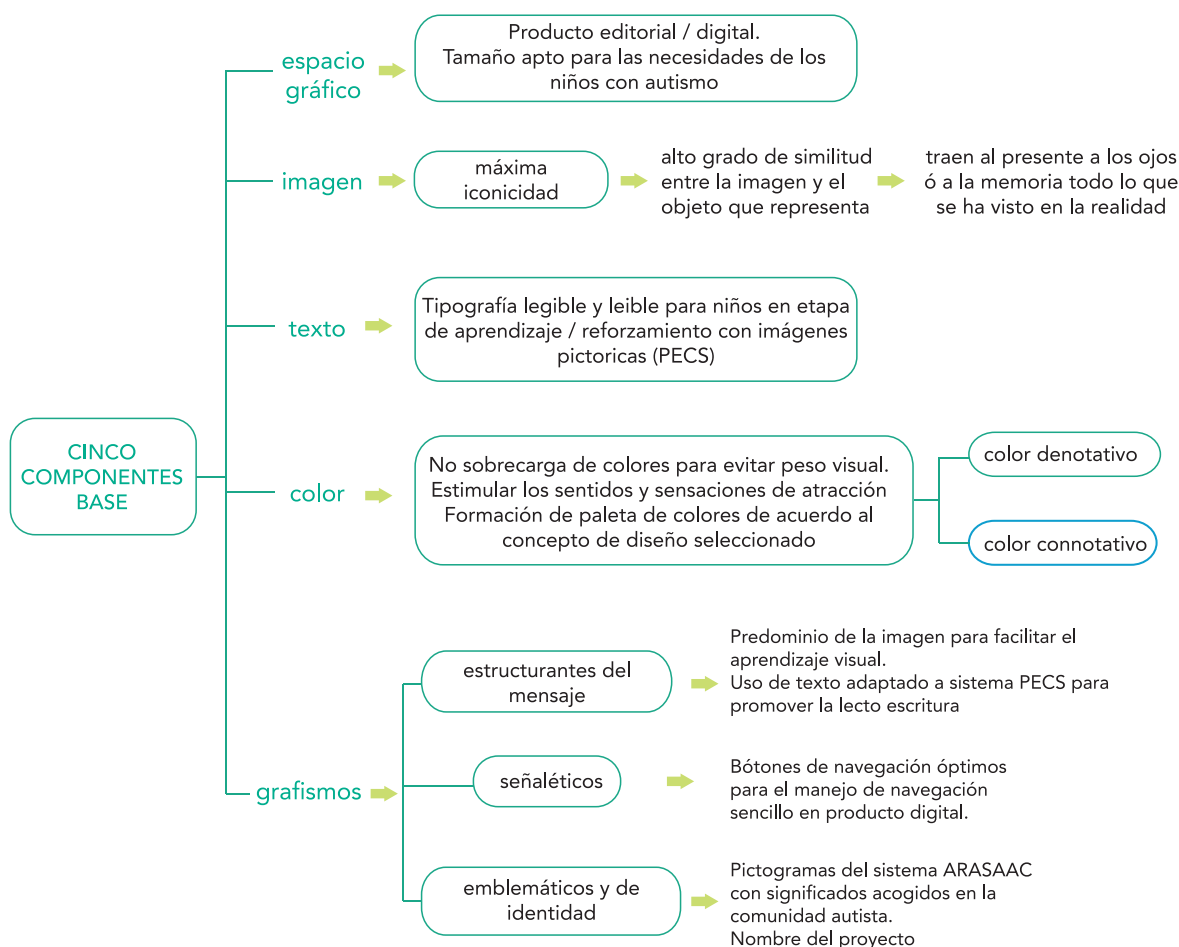 CINCO
COMPONENTES
BASE
espacio
gráfico
Producto editorial / digital.
Tamaño apto para las necesidades de los
niños con autismo
imagen
máxima
iconicidad
alto grado de similitud
entre la imagen y el
objeto que representa
traen al presente a los ojos
ó a la memoria todo lo que
se ha visto en la realidad
texto
Tipografía legible y leible para niños en etapa
de aprendizaje / reforzamiento con imágenes
pictoricas (PECS)
color
No sobrecarga de colores para evitar peso visual.
Estimular los sentidos y sensaciones de atracción
Formación de paleta de colores de acuerdo al
concepto de diseño seleccionado
color denotativo
color connotativo
grafismos
estructurantes del
mensaje
Predominio de la imagen para facilitar el
aprendizaje visual.
Uso de texto adaptado a sistema PECS para
promover la lecto escritura
señaléticos
Bótones de navegación óptimos
para el manejo de navegación
sencillo en producto digital.
emblemáticos y de
identidad
Pictogramas del sistema ARASAAC
con significados acogidos en la
comunidad autista.
Nombre del proyecto